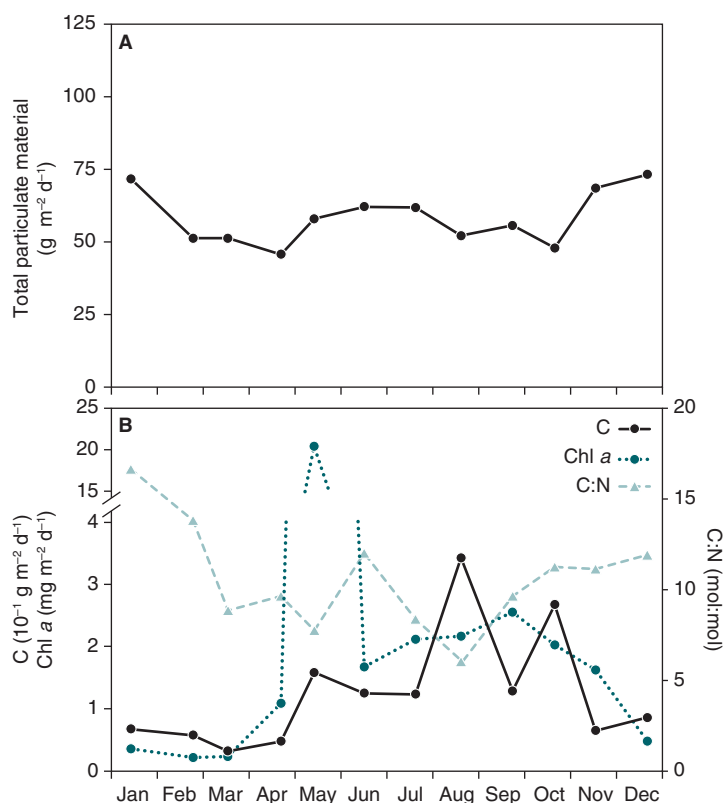 A
125
100
75
50
25
0
Total particulate material
(g m⁻² d⁻¹)
B
25
20
15
4
3
2
1
0
C (10⁻¹ g m⁻² d⁻¹)
Chl a (mg m⁻² d⁻¹)
C
Chl a
C:N
20
15
10
5
0
C:N (mol:mol)
Jan Feb Mar Apr May Jun Jul Aug Sep Oct Nov Dec